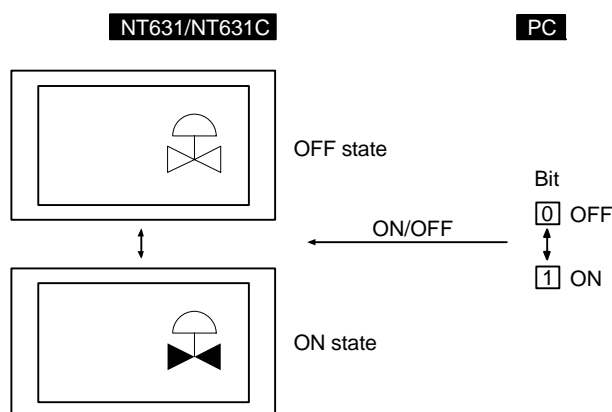 NT631/NT631C PC
OFF state
Bit
0 OFF
ON/OFF
1 ON
ON state